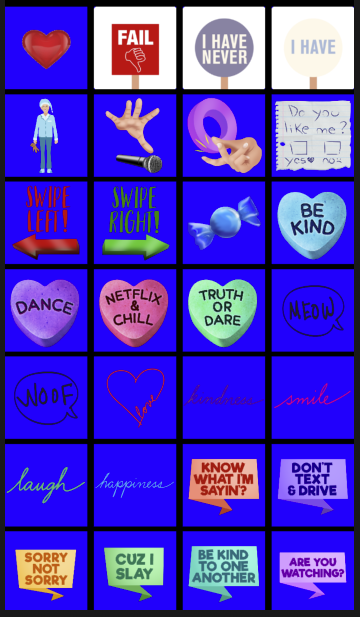 FAIL
I HAVE
NEVER
I HAVE
Do you
like me?
yes♥ no
SWIPE
LEFT!
SWIPE
RIGHT!
BE
KIND
DANCE
NETFLIX
&
CHILL
TRUTH
OR
DARE
MEOW
WOOF
love
kindness
smile
laugh
happiness
KNOW
WHAT I'M
SAYIN'?
DON'T
TEXT
& DRIVE
SORRY
NOT
SORRY
CUZ I
SLAY
BE KIND
TO ONE
ANOTHER
ARE YOU
WATCHING?